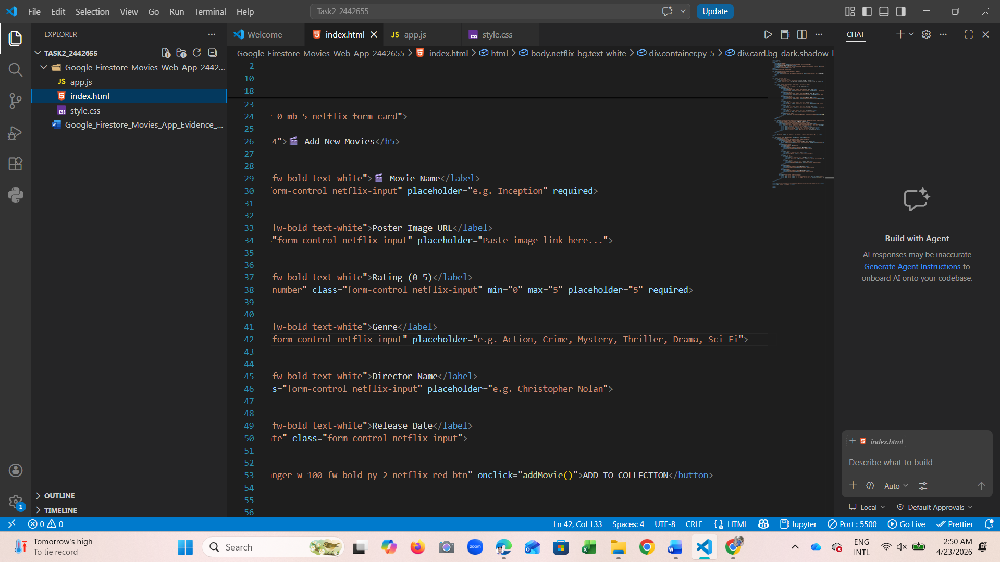 File Edit Selection View Go Run Terminal Help
Task2_2442655
Update
EXPLORER
TASK2_2442655
Google-Firestore-Movies-Web-App-2442...
JS app.js
index.html
style.css
Google_Firestore_Movies_App_Evidence_...
OUTLINE
TIMELINE
Welcome
index.html
JS app.js
style.css
Google-Firestore-Movies-Web-App-2442655 > index.html > html > body.netflix-bg.text-white > div.container.py-5 > div.card.bg-dark.shadow-l
2
10
18
23
24 -0 mb-5 netflix-form-card">
25
26 4">🎬 Add New Movies</h5>
27
28
29 fw-bold text-white">🎬 Movie Name</label>
30 form-control netflix-input" placeholder="e.g. Inception" required>
31
32
33 fw-bold text-white">Poster Image URL</label>
34 ="form-control netflix-input" placeholder="Paste image link here...">
35
36
37 fw-bold text-white">Rating (0-5)</label>
38 number" class="form-control netflix-input" min="0" max="5" placeholder="5" required>
39
40
41 fw-bold text-white">Genre</label>
42 form-control netflix-input" placeholder="e.g. Action, Crime, Mystery, Thriller, Drama, Sci-Fi">
43
44
45 fw-bold text-white">Director Name</label>
46 s="form-control netflix-input" placeholder="e.g. Christopher Nolan">
47
48
49 fw-bold text-white">Release Date</label>
50 te" class="form-control netflix-input">
51
52
53 nger w-100 fw-bold py-2 netflix-red-btn" onclick="addMovie()">ADD TO COLLECTION</button>
54
55
56
CHAT
Build with Agent
AI responses may be inaccurate
Generate Agent Instructions to
onboard AI onto your codebase.
index.html
Describe what to build
Auto
Local Default Approvals
1
0 0
Ln 42, Col 133 Spaces: 4 UTF-8 CRLF {} HTML Jupyter Port : 5500 Go Live Prettier
Tomorrow's high
To tie record
Search
zoom
ENG
INTL
2:50 AM
4/23/2026